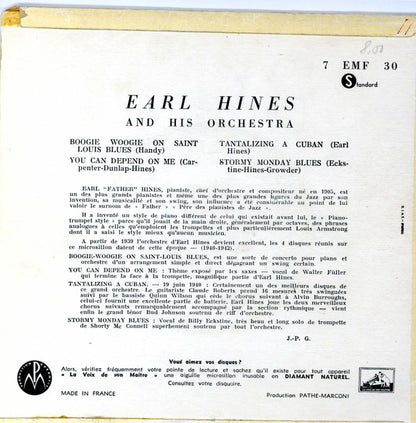 11
8,50
7 EMF 30
S Standard
EARL HINES
AND HIS ORCHESTRA
BOOGIE WOOGIE ON SAINT
LOUIS BLUES (Handy)
YOU CAN DEPEND ON ME (Car-
penter-Dunlap-Hines)
TANTALIZING A CUBAN (Earl
Hines)
STORMY MONDAY BLUES (Ecks-
tine-Hines-Growder)
EARL "FATHER" HINES, pianiste, chef d'orchestre et compositeur né en 1905, est
un des plus grands pianistes et même une des plus grandes figures du Jazz par son
invention, sa musicalité et son swing, son influence a été considérable au point de lui
valoir le surnom de « Father » : Père des pianistes de Jazz
Il a inventé un style de piano différent de celui qui existait avant lui, le « Piano-
trumpet style » parce qu'il jouait de la main droite, généralement par octaves, des phrases
analogues à celles qu'employaient les trompettes et plus particulièrement Louis Armstrong
dont il a saisi le style mieux qu'aucun musicien.
A partir de 1939 l'orchestre d'Earl Hines devient excellent, les 4 disques réunis sur
ce microsillon datent de cette époque — (1940-1942).
BOOGIE-WOOGIE ON SAINT-LOUIS BLUES, est une sorte de concerto pour piano et
orchestre d'un arrangement simple et direct dégageant un swing certain.
YOU CAN DEPEND ON ME : Thème exposé par les saxes — vocal de Walter Füller
qui termine la face à la trompette, magnifique partie d'Earl Hines.
TANTALIZING A CUBAN. — 19 juin 1940 : Certainement un des meilleurs disques de
ce grand orchestre. Le guitariste Claude Roberts prend 16 mesures très swinguées
suivi par le bassiste Quinn Wilson qui cède le chorus suivant à Alvin Burroughs,
celui-ci fournit une excellente partie de batterie. Earl Hines joue les deux merveilleux
chorus suivants remarquablement accompagné par la section rythmique — vient
enfin le grand ténor Bud Johnson soutenu de riff d'orchestre.
STORMY MONDAY BLUES : Vocal de Billy Eckstine, très beau et long solo de trompette
de Shorty Mc Connell superbement soutenu par tout l'orchestre.
J.-P. G.
Vous aimez vos disques ?
Alors, vérifiez fréquemment votre pointe de lecture et sachez qu'il existe pour tout appareil
« La Voix de son Maître » une aiguille microsillon inusable en DIAMANT NATUREL.
Consultez votre disquaire.
MADE IN FRANCE
Production PATHE-MARCONI